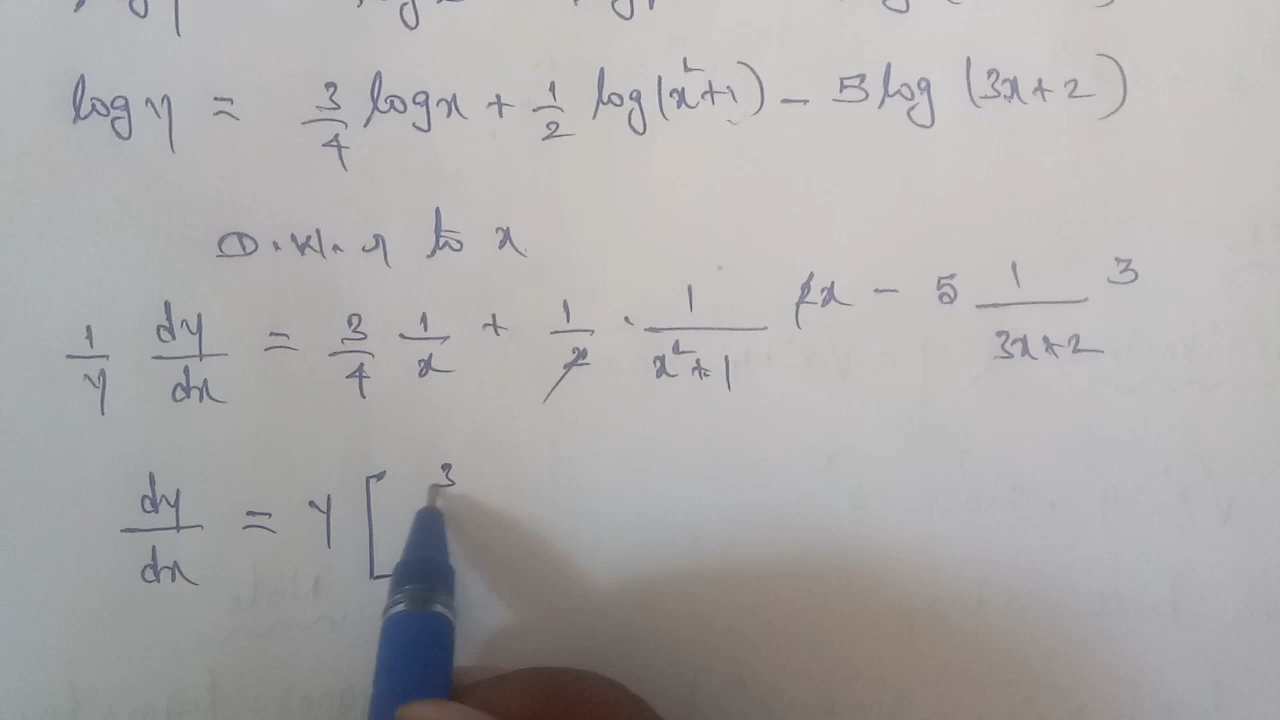 log y = 3/4 log x + 1/2 log (x²+1) - 5 log (3x+2)
D.W.r to x
1/y dy/dx = 3/4 1/x + 1/2 · 1/(x²+1) 2x - 5 1/(3x+2) 3
dy/dx = y [ 3